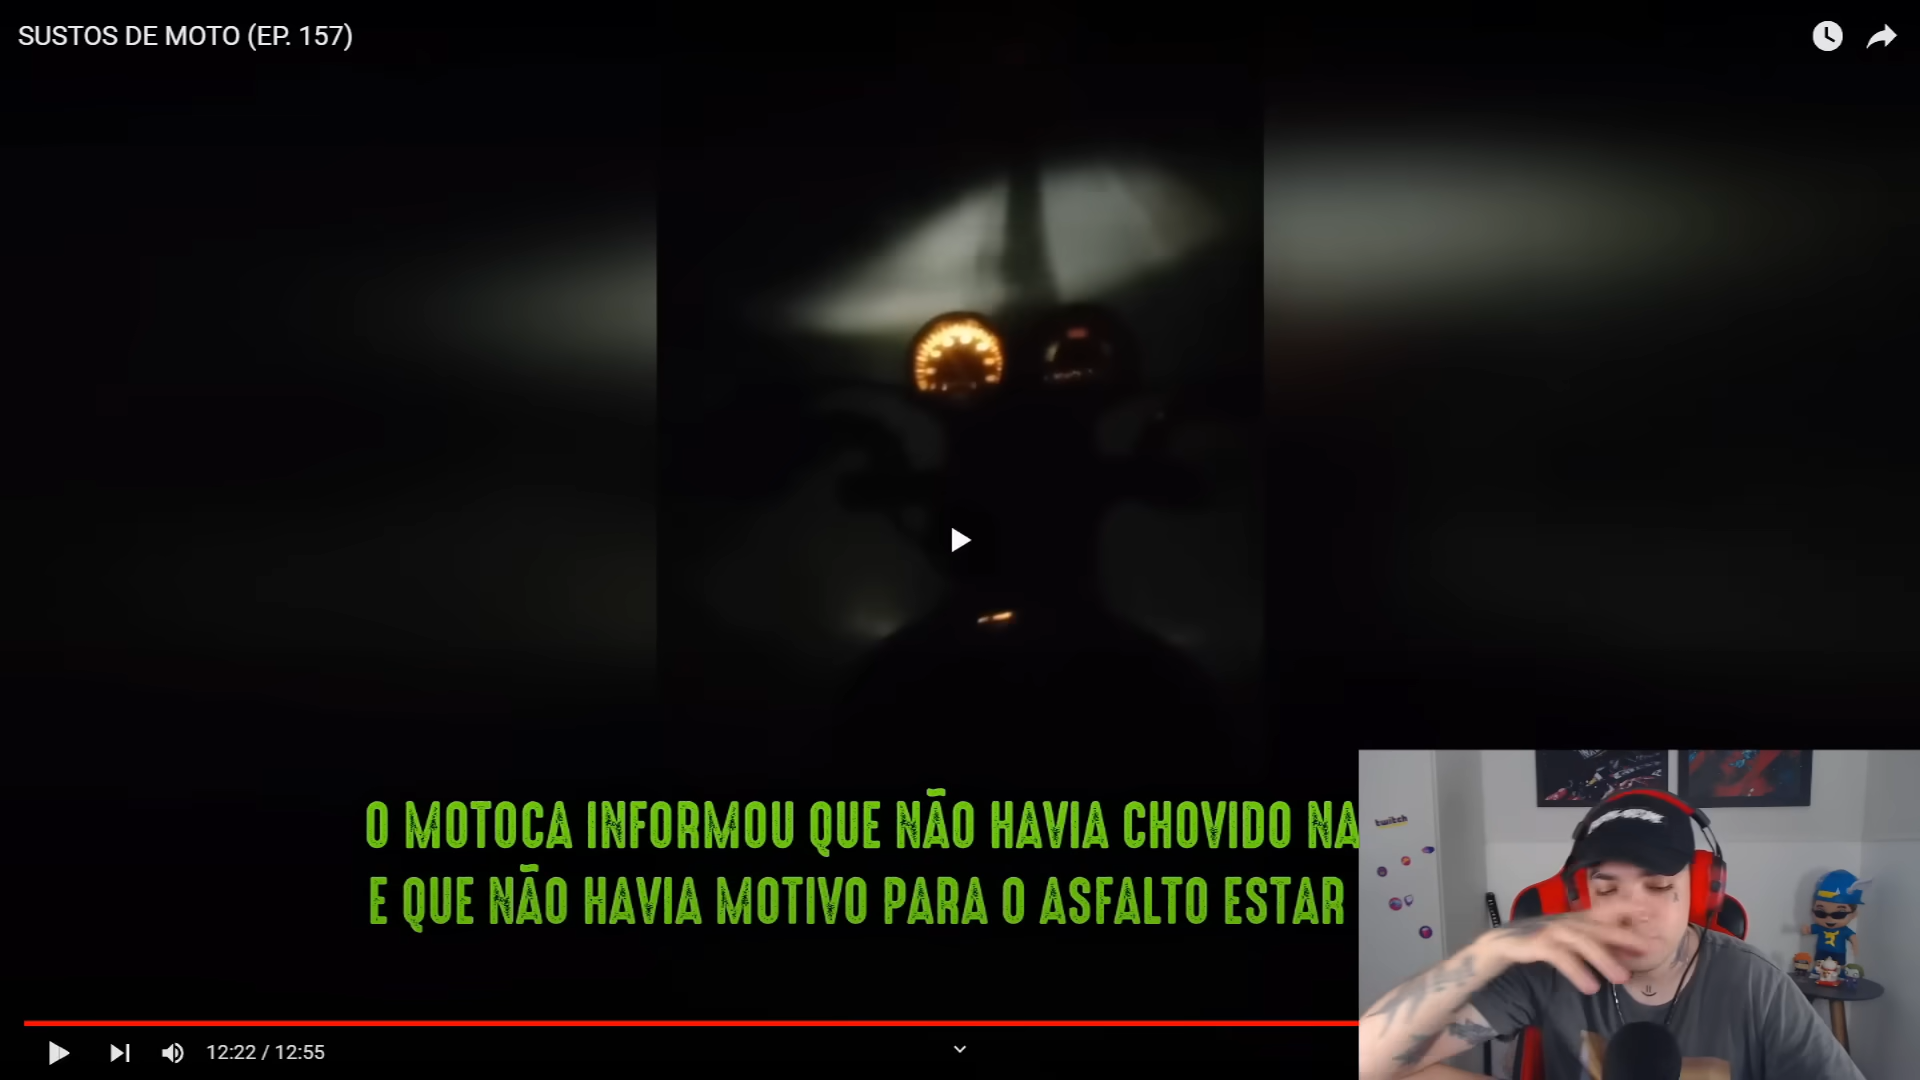 SUSTOS DE MOTO (EP. 157)
O MOTOCA INFORMOU QUE NÃO HAVIA CHOVIDO NA
E QUE NÃO HAVIA MOTIVO PARA O ASFALTO ESTAR
twitch
12:22 / 12:55